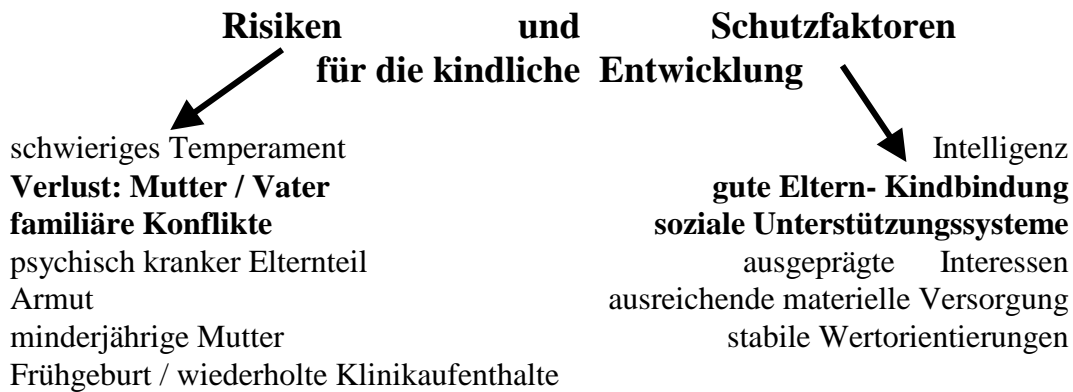 Risiken und Schutzfaktoren
für die kindliche Entwicklung
schwieriges Temperament
Verlust: Mutter / Vater
familiäre Konflikte
psychisch kranker Elternteil
Armut
minderjährige Mutter
Frühgeburt / wiederholte Klinikaufenthalte
Intelligenz
gute Eltern- Kindbindung
soziale Unterstützungssysteme
ausgeprägte Interessen
ausreichende materielle Versorgung
stabile Wertorientierungen